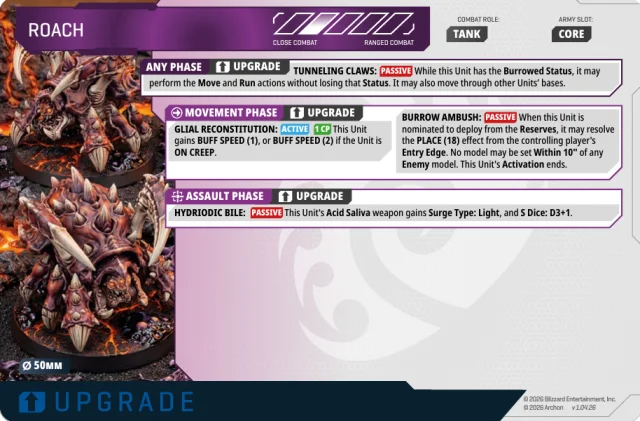 ROACH
CLOSE COMBAT
RANGED COMBAT
COMBAT ROLE:
TANK
ARMY SLOT:
CORE
ANY PHASE UPGRADE
TUNNELING CLAWS: PASSIVE While this Unit has the Burrowed Status, it may
perform the Move and Run actions without losing that Status. It may also move through other Units' bases.
MOVEMENT PHASE UPGRADE
GLIAL RECONSTITUTION: ACTIVE 1 CP This Unit
gains BUFF SPEED (1), or BUFF SPEED (2) if the Unit is
ON CREEP.
BURROW AMBUSH: PASSIVE When this Unit is
nominated to deploy from the Reserves, it may resolve
the PLACE (18) effect from the controlling player's
Entry Edge. No model may be set Within 10" of any
Enemy model. This Unit's Activation ends.
ASSAULT PHASE UPGRADE
HYDRIODIC BILE: PASSIVE This Unit's Acid Saliva weapon gains Surge Type: Light, and S Dice: D3+1.
Ø 50MM
UPGRADE
© 2026 Blizzard Entertainment, Inc.
© 2026 Archon v 1.04.26